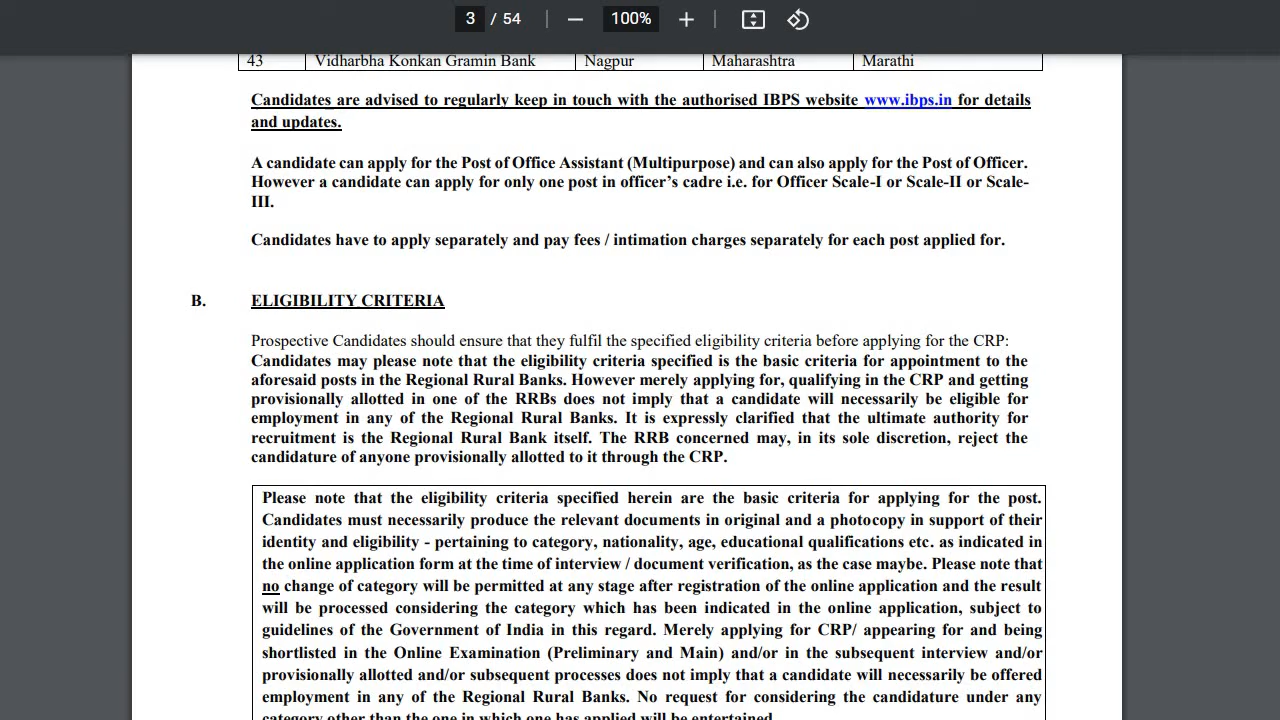 3 / 54 100%
43 Vidharbha Konkan Gramin Bank Nagpur Maharashtra Marathi
Candidates are advised to regularly keep in touch with the authorised IBPS website www.ibps.in for details
and updates.
A candidate can apply for the Post of Office Assistant (Multipurpose) and can also apply for the Post of Officer.
However a candidate can apply for only one post in officer's cadre i.e. for Officer Scale-I or Scale-II or Scale-
III.
Candidates have to apply separately and pay fees / intimation charges separately for each post applied for.
B. ELIGIBILITY CRITERIA
Prospective Candidates should ensure that they fulfil the specified eligibility criteria before applying for the CRP:
Candidates may please note that the eligibility criteria specified is the basic criteria for appointment to the
aforesaid posts in the Regional Rural Banks. However merely applying for, qualifying in the CRP and getting
provisionally allotted in one of the RRBs does not imply that a candidate will necessarily be eligible for
employment in any of the Regional Rural Banks. It is expressly clarified that the ultimate authority for
recruitment is the Regional Rural Bank itself. The RRB concerned may, in its sole discretion, reject the
candidature of anyone provisionally allotted to it through the CRP.
Please note that the eligibility criteria specified herein are the basic criteria for applying for the post.
Candidates must necessarily produce the relevant documents in original and a photocopy in support of their
identity and eligibility - pertaining to category, nationality, age, educational qualifications etc. as indicated in
the online application form at the time of interview / document verification, as the case maybe. Please note that
no change of category will be permitted at any stage after registration of the online application and the result
will be processed considering the category which has been indicated in the online application, subject to
guidelines of the Government of India in this regard. Merely applying for CRP/ appearing for and being
shortlisted in the Online Examination (Preliminary and Main) and/or in the subsequent interview and/or
provisionally allotted and/or subsequent processes does not imply that a candidate will necessarily be offered
employment in any of the Regional Rural Banks. No request for considering the candidature under any
category other than the one in which one has applied will be entertained.